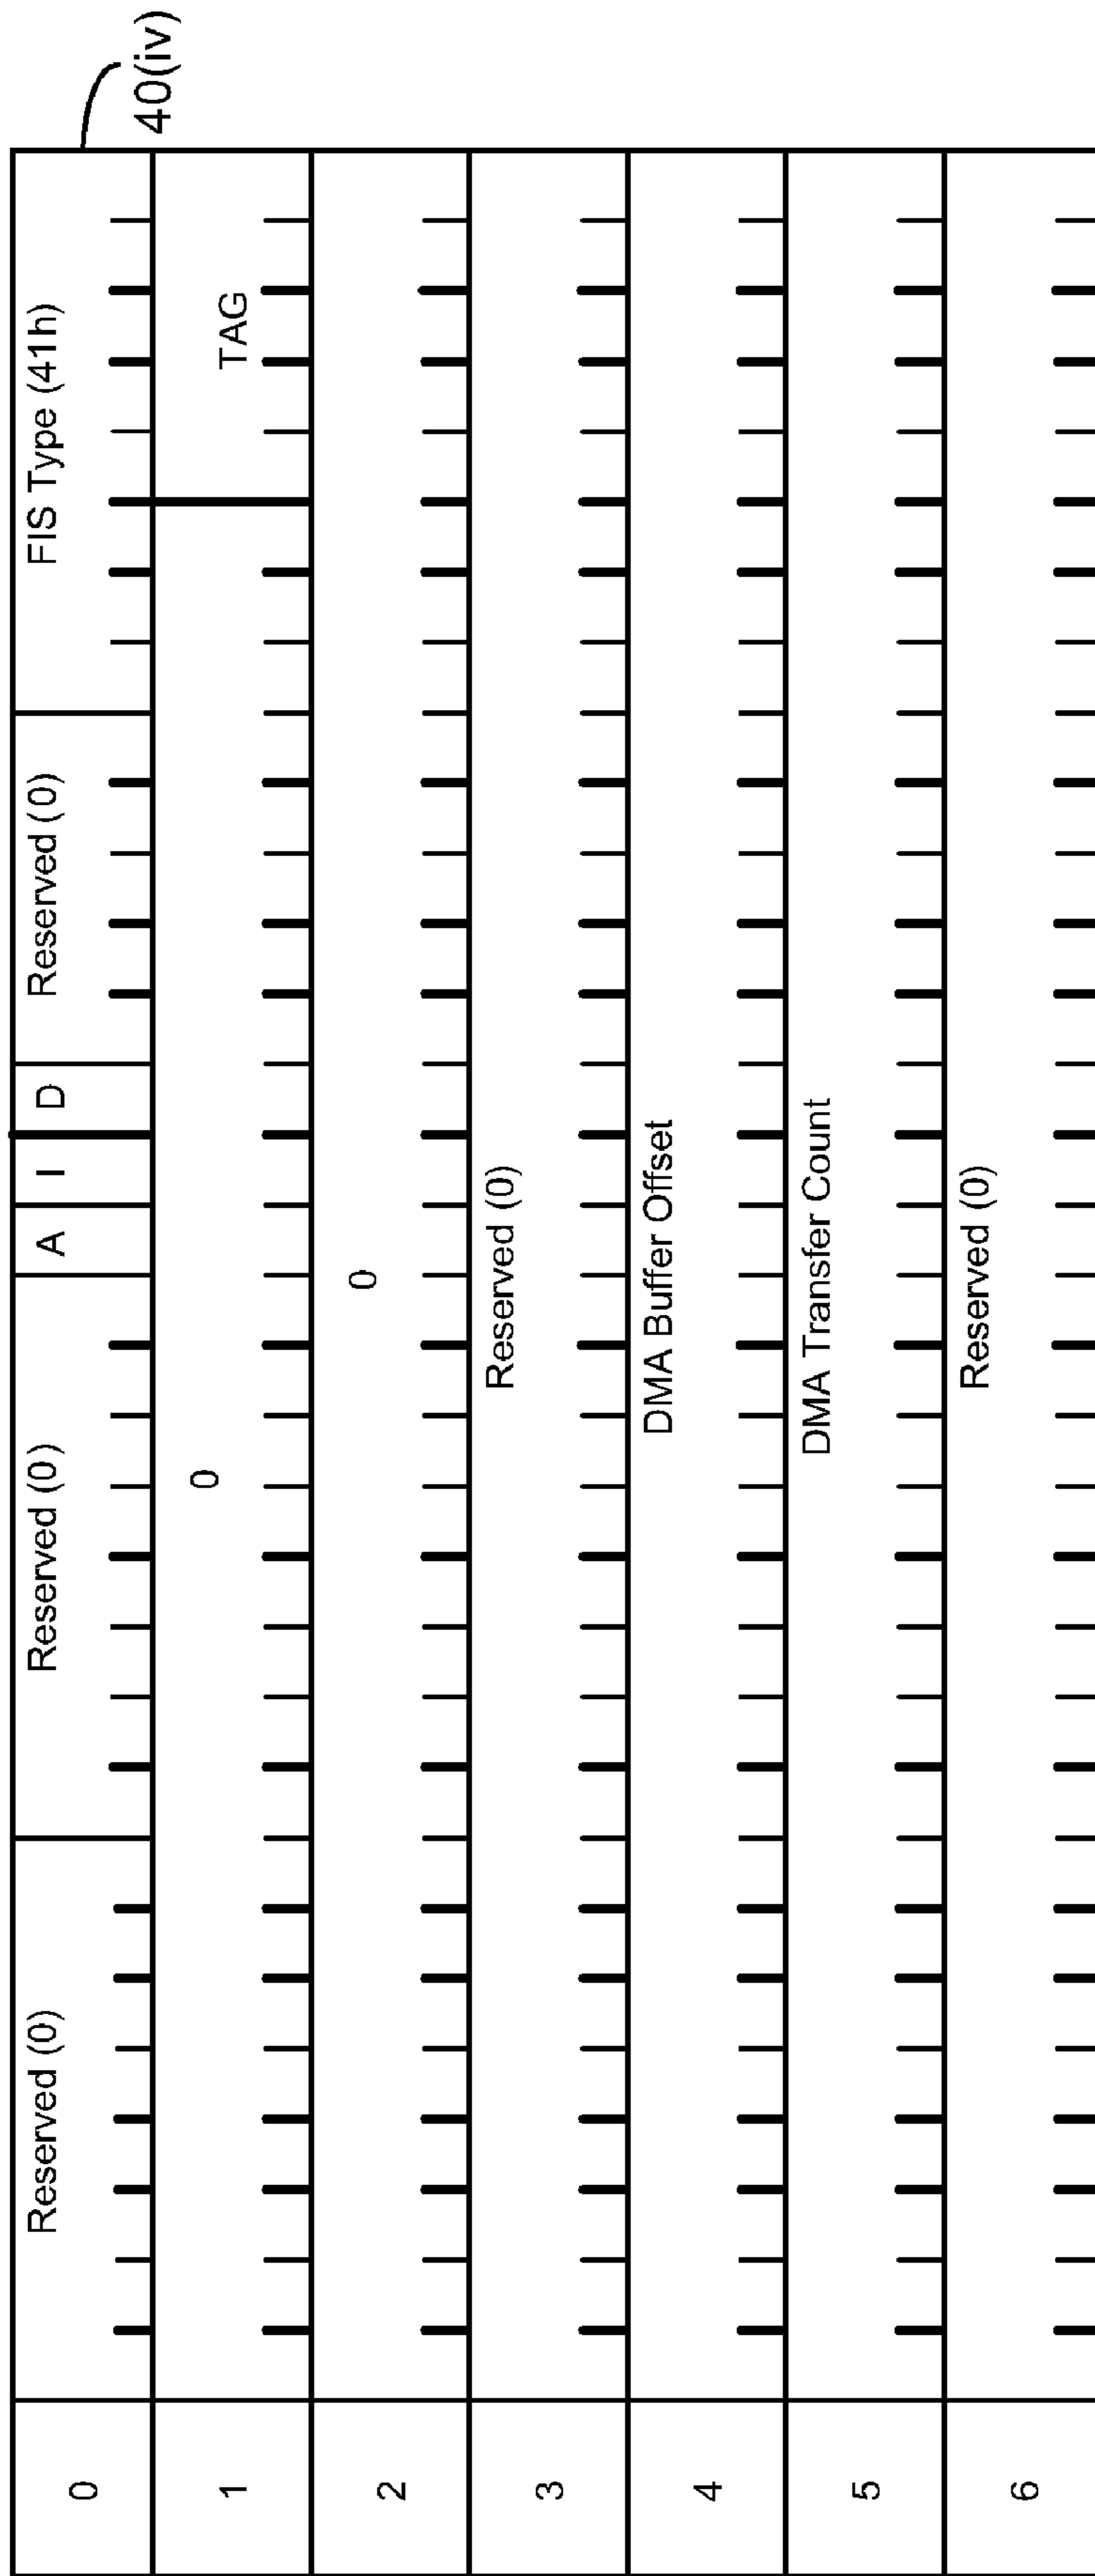 40(iv)
0 Reserved (0) Reserved (0) A I D Reserved (0) FIS Type (41h)
1 0 TAG
2 0
3 Reserved (0)
4 DMA Buffer Offset
5 DMA Transfer Count
6 Reserved (0)